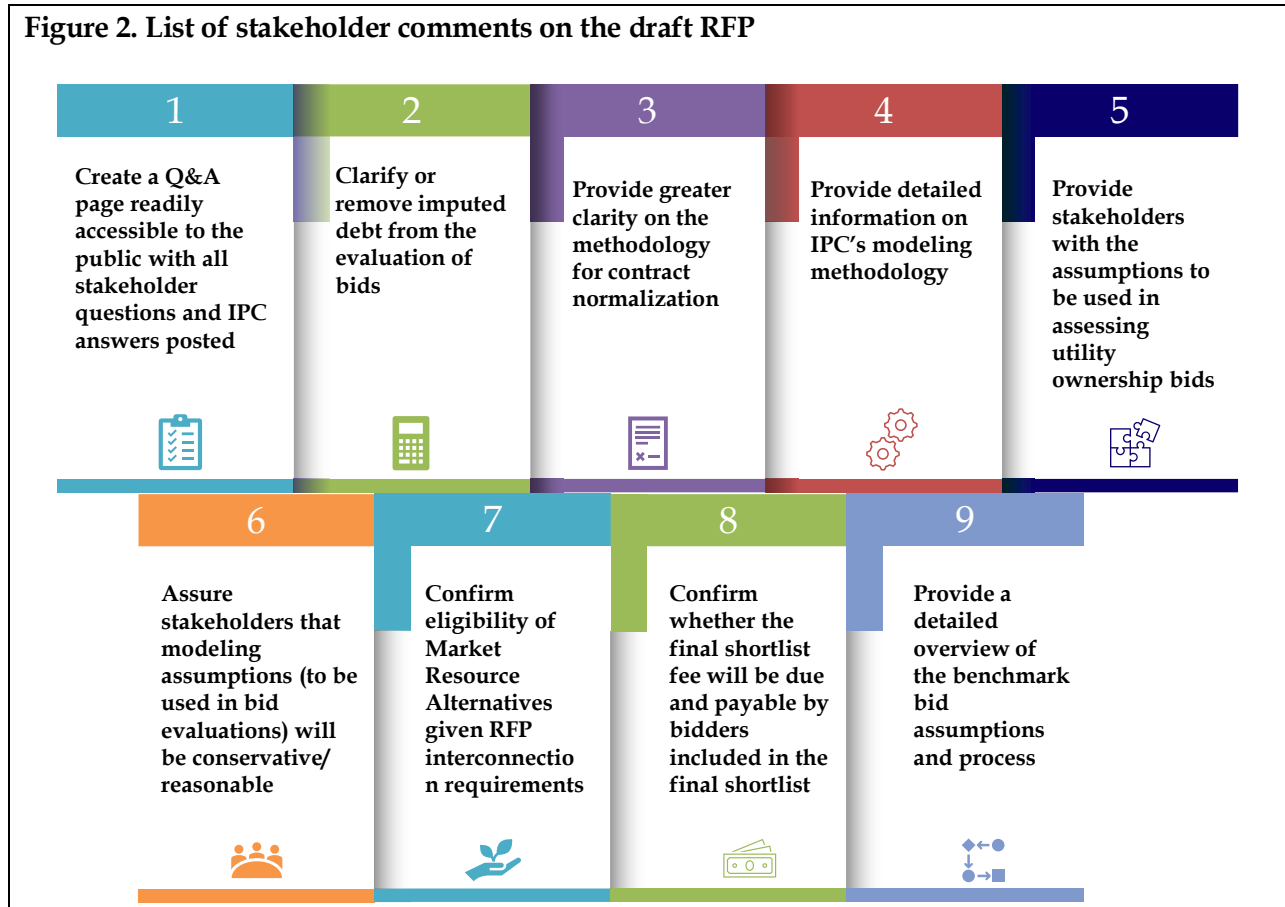 Figure 2. List of stakeholder comments on the draft RFP
1
Create a Q&A
page readily
accessible to the
public with all
stakeholder
questions and IPC
answers posted
2
Clarify or
remove imputed
debt from the
evaluation of
bids
3
Provide greater
clarity on the
methodology
for contract
normalization
4
Provide detailed
information on
IPC’s modeling
methodology
5
Provide
stakeholders
with the
assumptions to
be used in
assessing
utility
ownership bids
6
Assure
stakeholders that
modeling
assumptions (to be
used in bid
evaluations) will
be conservative/
reasonable
7
Confirm
eligibility of
Market
Resource
Alternatives
given RFP
interconnectio
n requirements
8
Confirm
whether the
final shortlist
fee will be due
and payable by
bidders
included in the
final shortlist
9
Provide a
detailed
overview of
the benchmark
bid
assumptions
and process